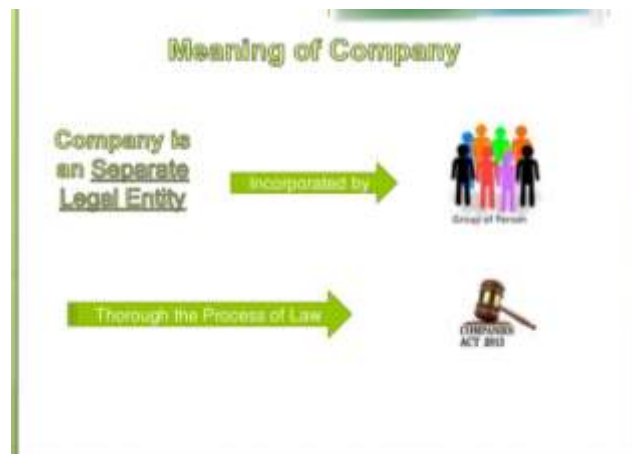 Meaning of Company
Company is
an Separate
Legal Entity
Incorporated by
Group of Person
Thorough the Process of Law
COMPANIES
ACT 2013